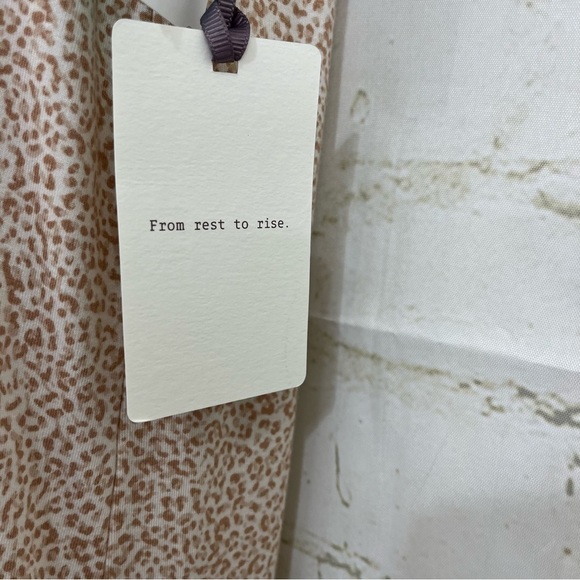 From rest to rise.